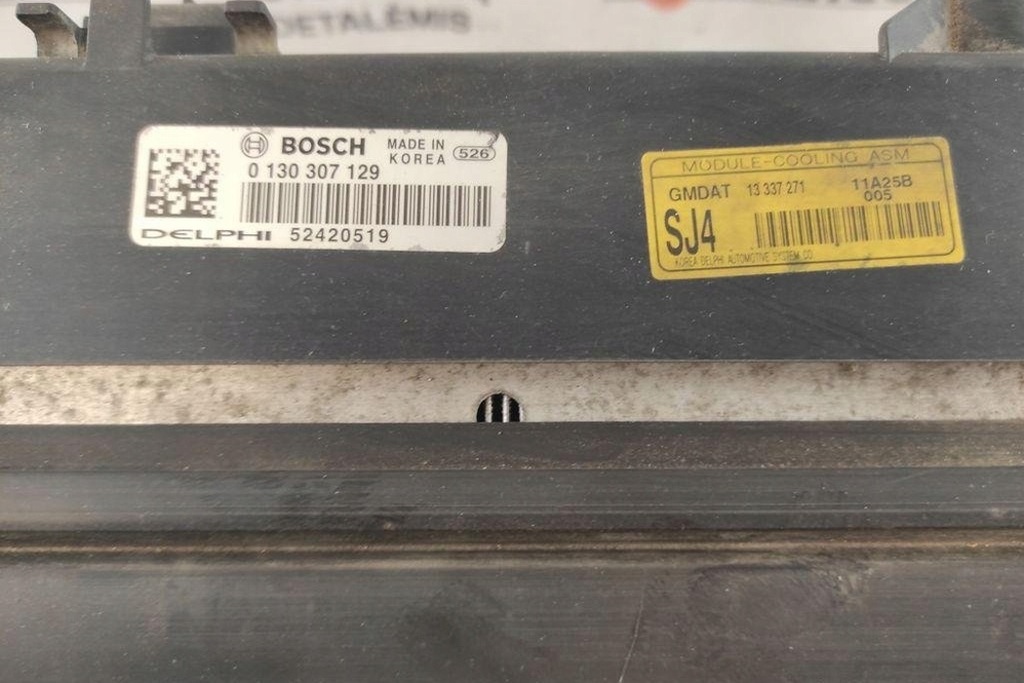 DETALĖMIS
BOSCH MADE IN KOREA 526
0 130 307 129
DELPHI 52420519
MODULE-COOLING ASM
GMDAT 13 337 271 11A25B
005
SJ4
KOREA DELPHI AUTOMOTIVE SYSTEM CO